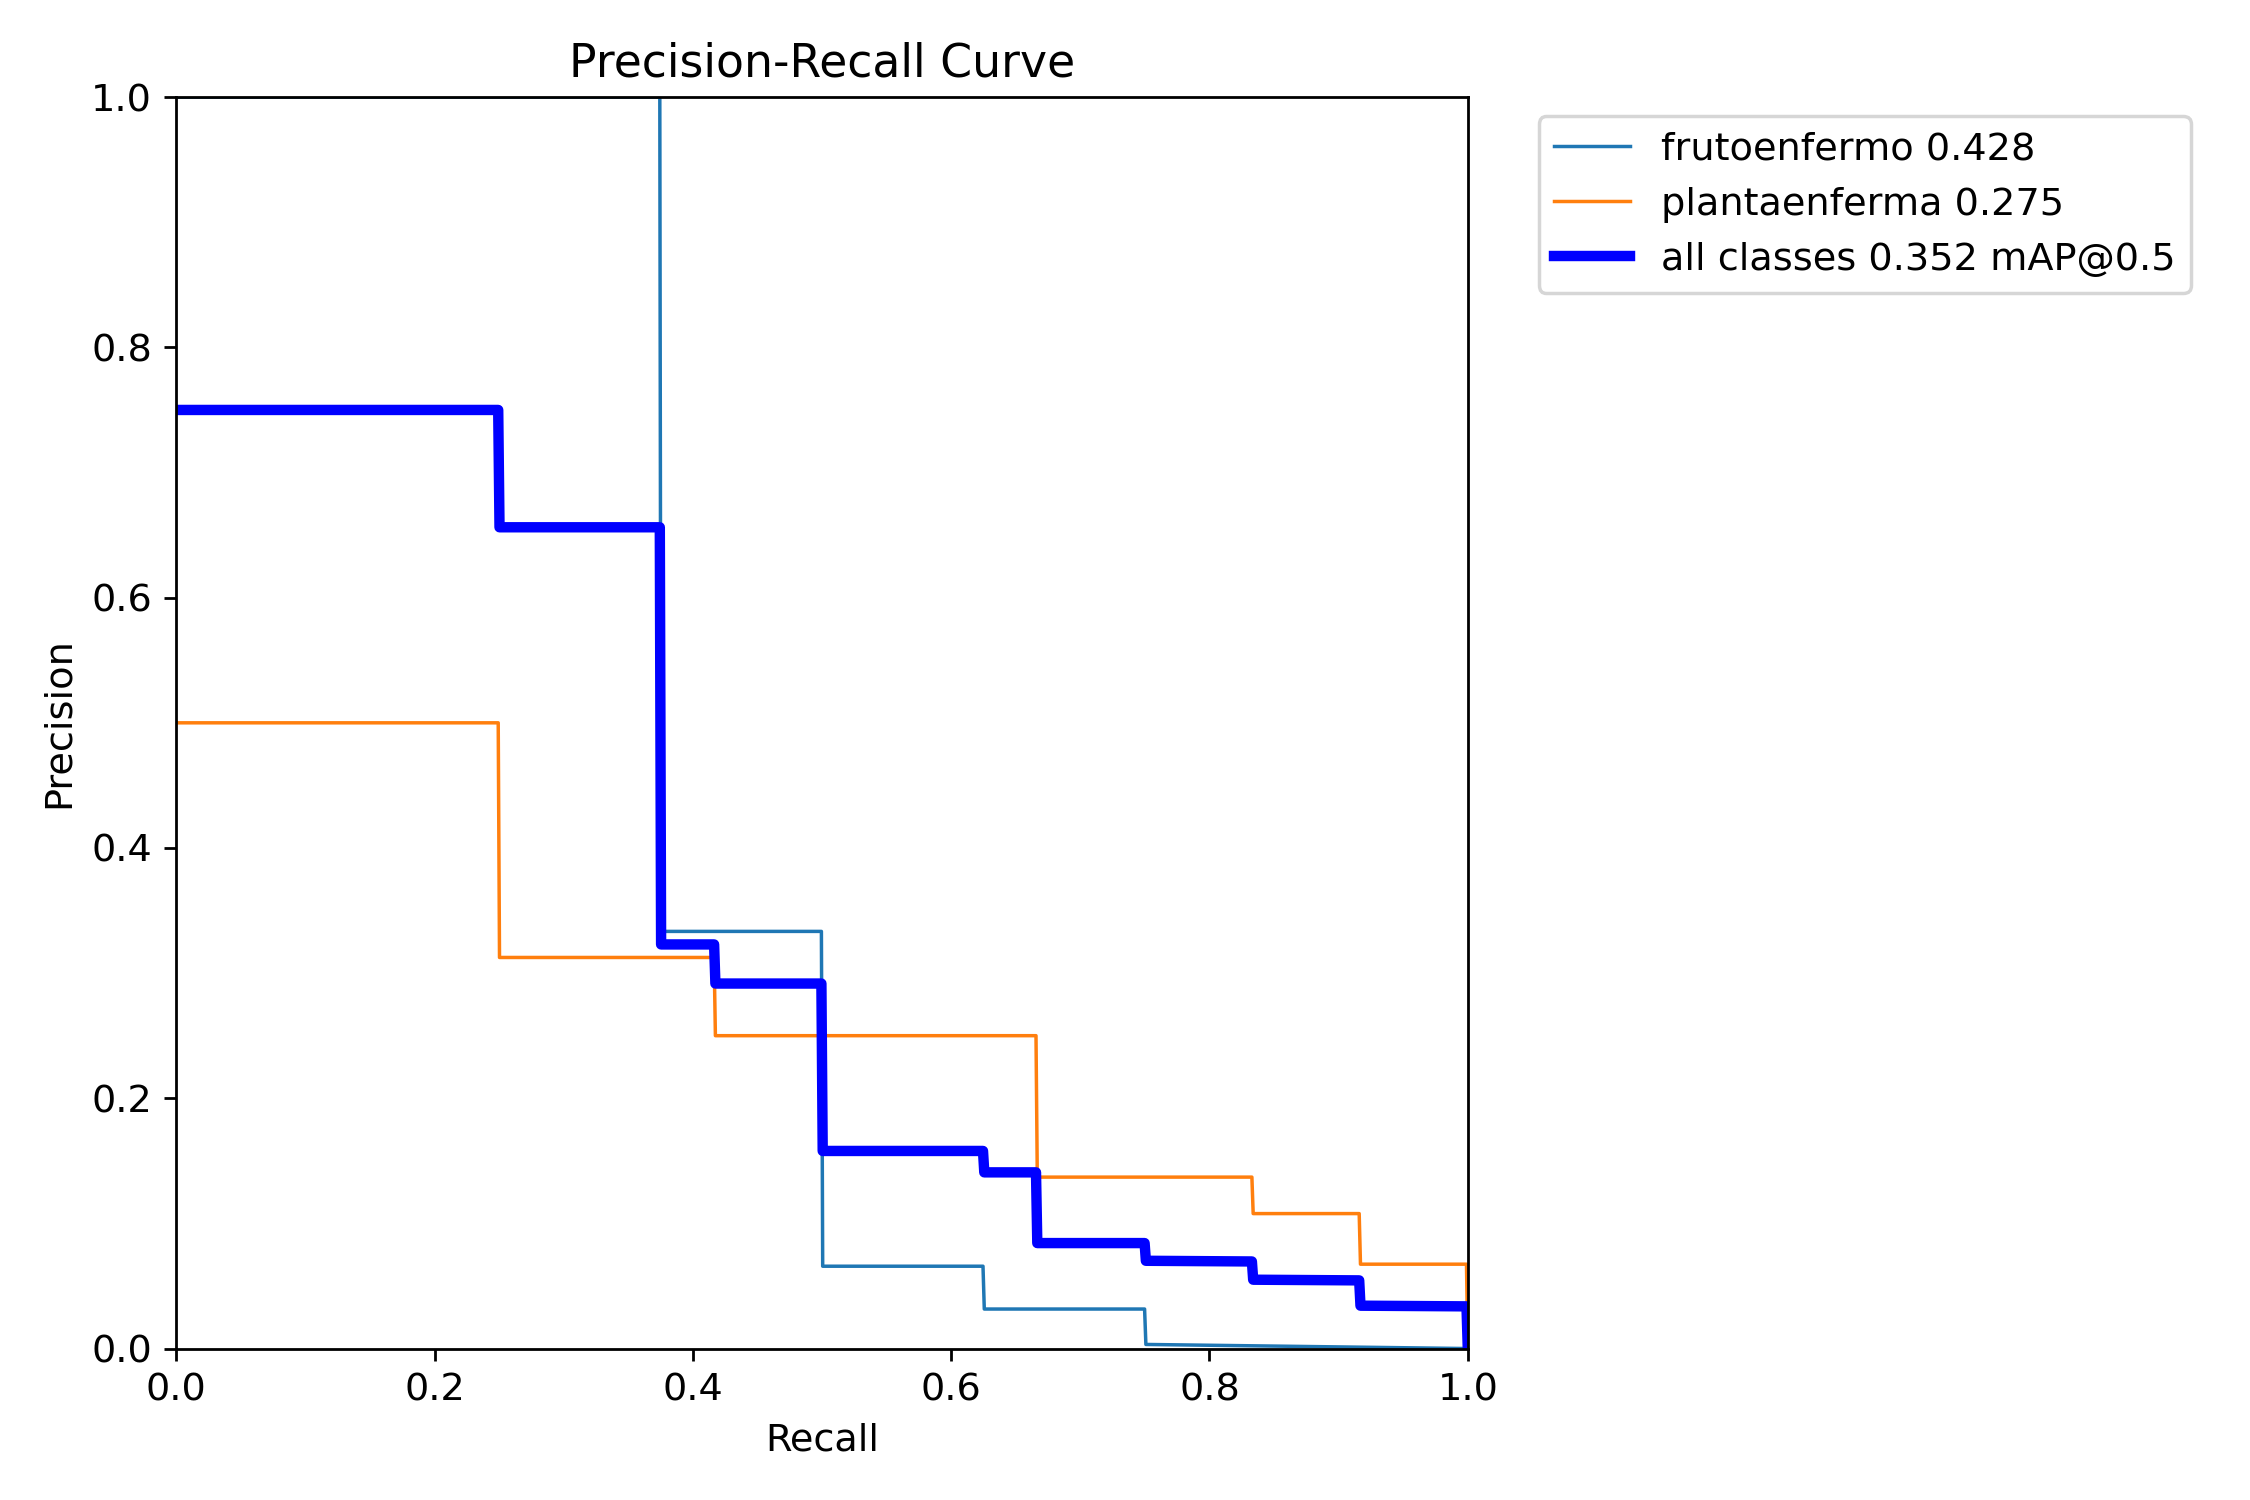 Precision-Recall Curve
1.0
0.8
0.6
0.4
0.2
0.0
Precision
0.0 0.2 0.4 0.6 0.8 1.0
Recall
frutoenfermo 0.428
plantaenferma 0.275
all classes 0.352 mAP@0.5